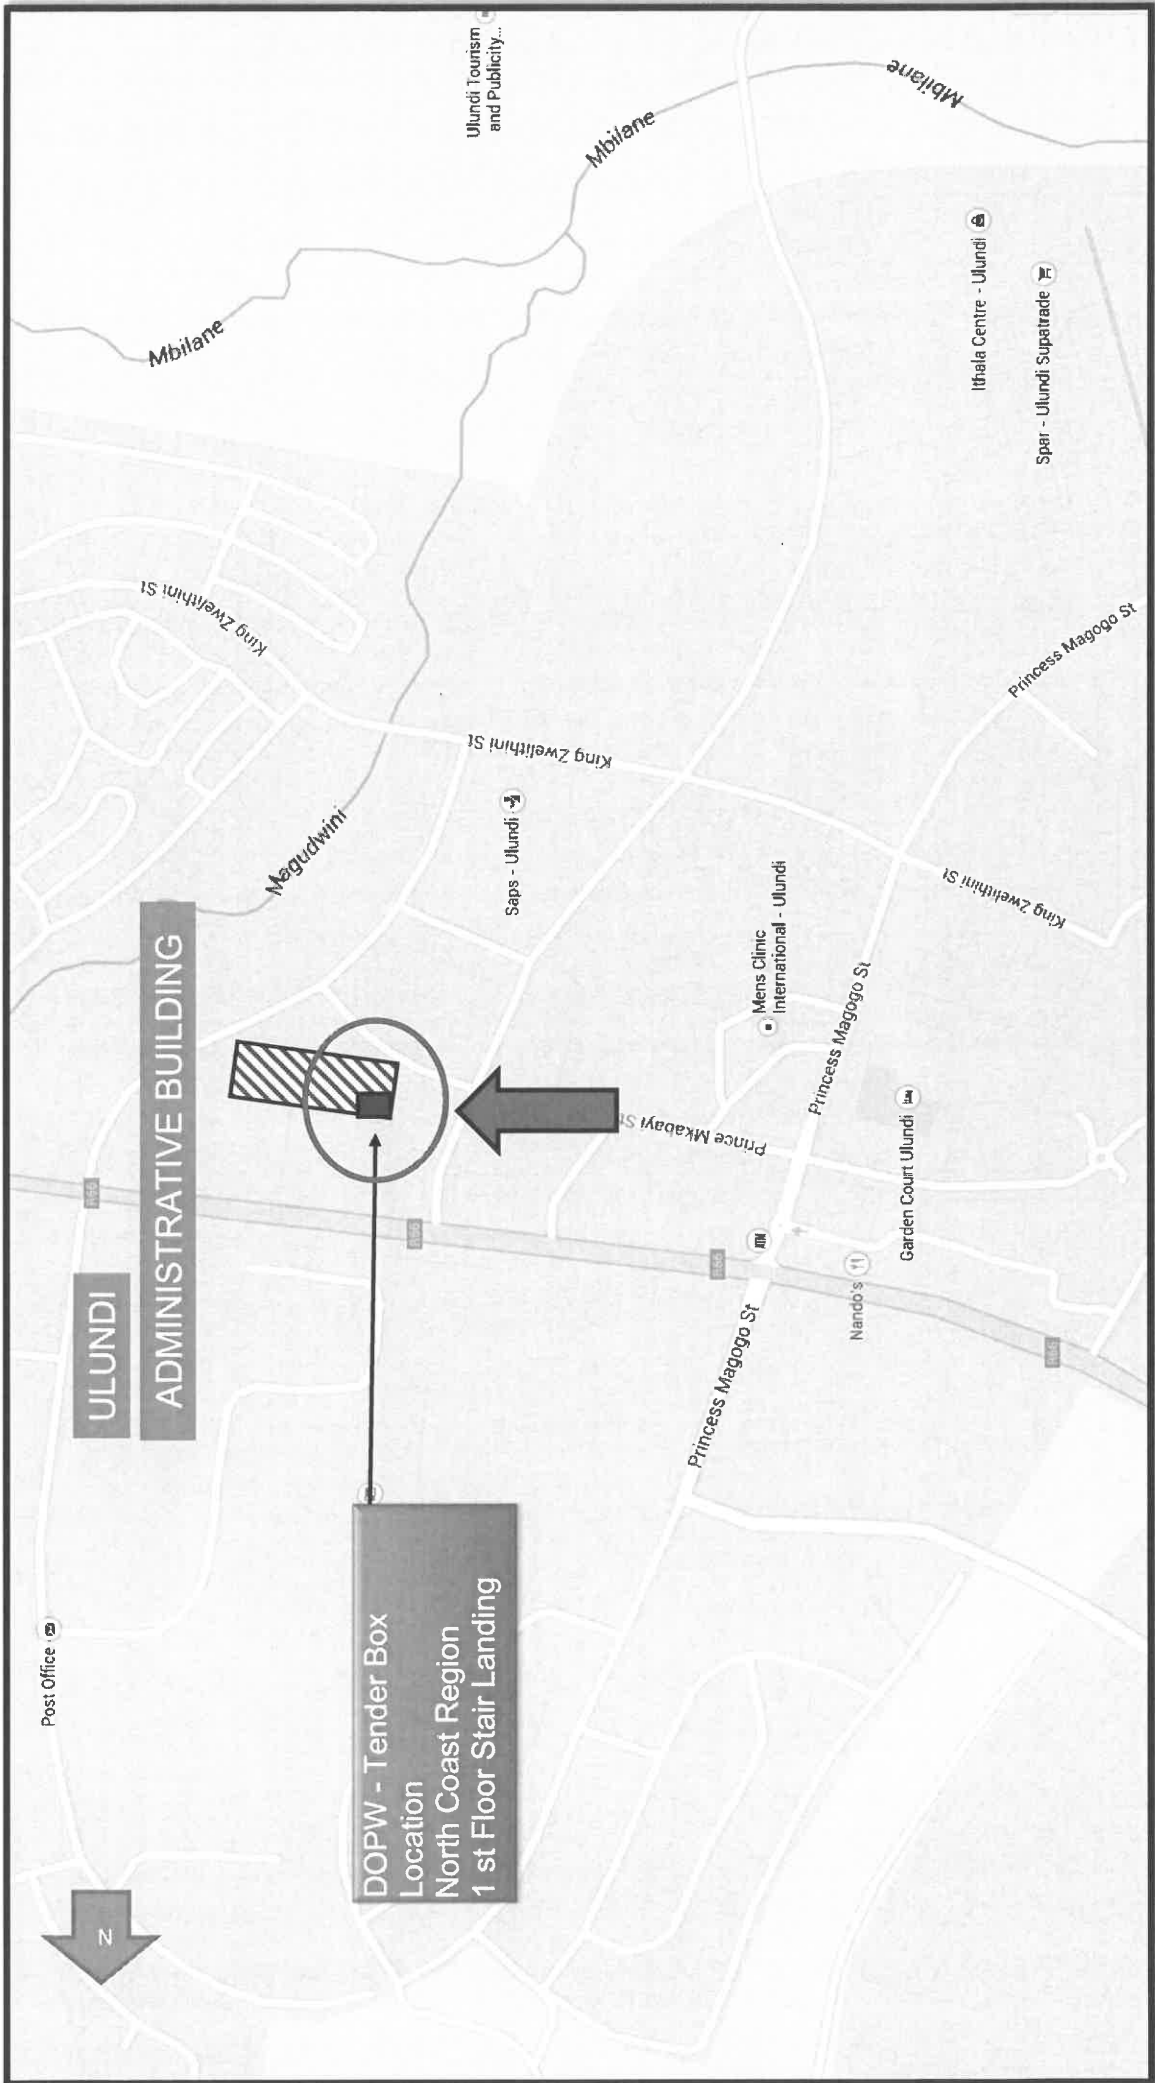 Post Office
N
ULUNDI
R66
ADMINISTRATIVE BUILDING
Mbilane
King Zwelithini St
Magudwini
DOPW - Tender Box
Location
North Coast Region
1 st Floor Stair Landing
R66
Ulundi Tourism
and Publicity...
Saps - Ulundi
King Zwelithini St
Mbilane
Prince Mkabayi St
R66
Princess Magogo St
ATM
Mens Clinic
International - Ulundi
Princess Magogo St
Nando's
Garden Court Ulundi
Mbilane
Ithala Centre - Ulundi
King Zwelithini St
Spar - Ulundi Supatrade
R66
Princess Magogo St